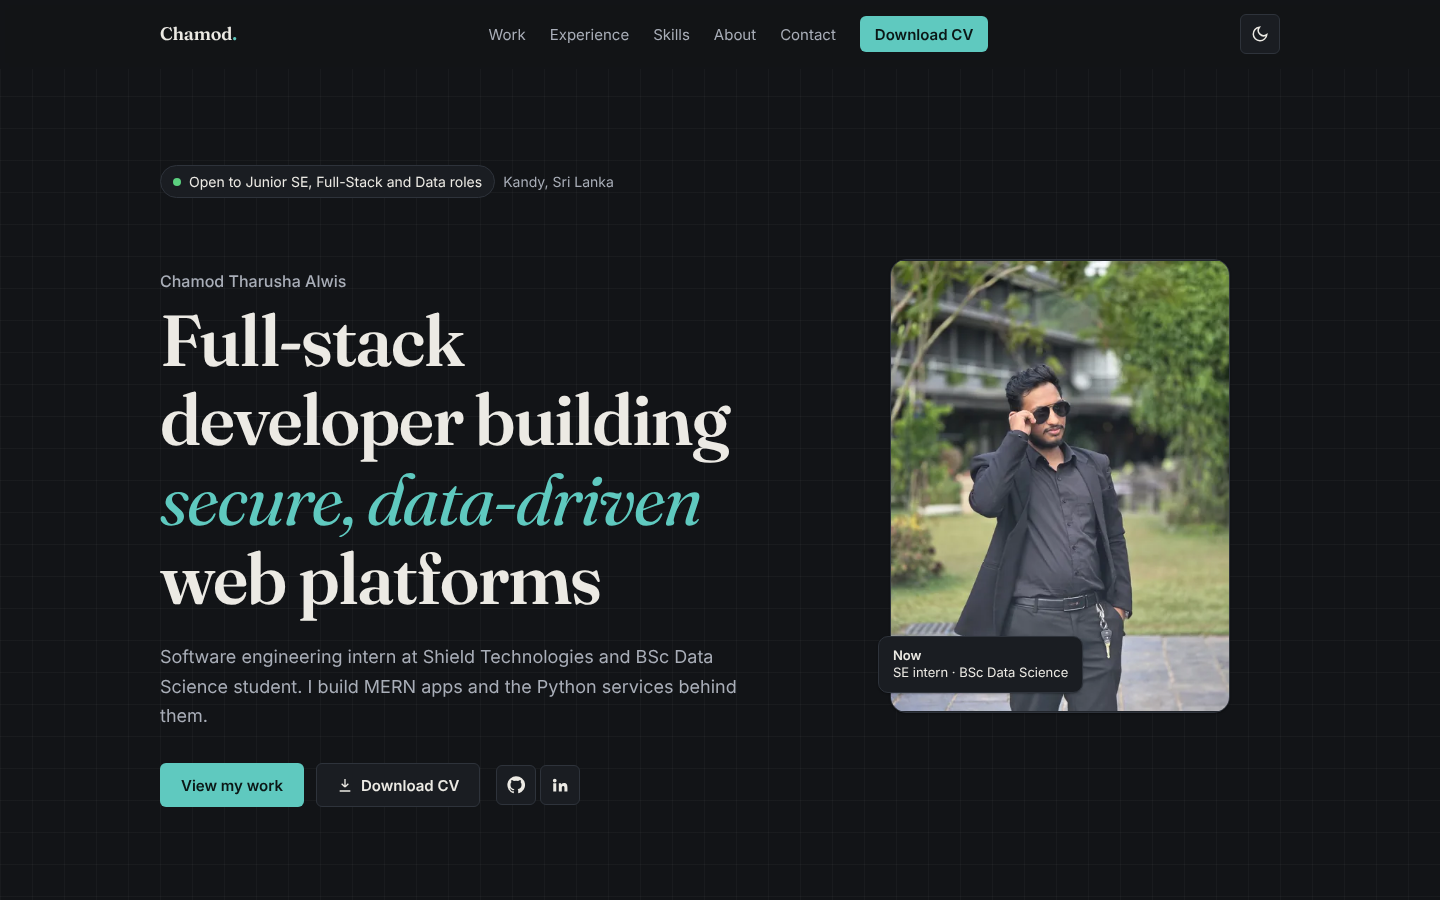 Chamod.
Work
Experience
Skills
About
Contact
Download CV
Open to Junior SE, Full-Stack and Data roles
Kandy, Sri Lanka
Chamod Tharusha Alwis
Full-stack
developer building
secure, data-driven
web platforms
Software engineering intern at Shield Technologies and BSc Data
Science student. I build MERN apps and the Python services behind
them.
View my work
Download CV
in
Now
SE intern · BSc Data Science